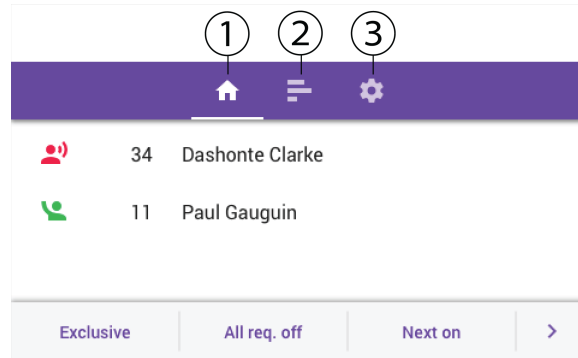 1 2 3
34 Dashonte Clarke
11 Paul Gauguin
Exclusive All req. off Next on